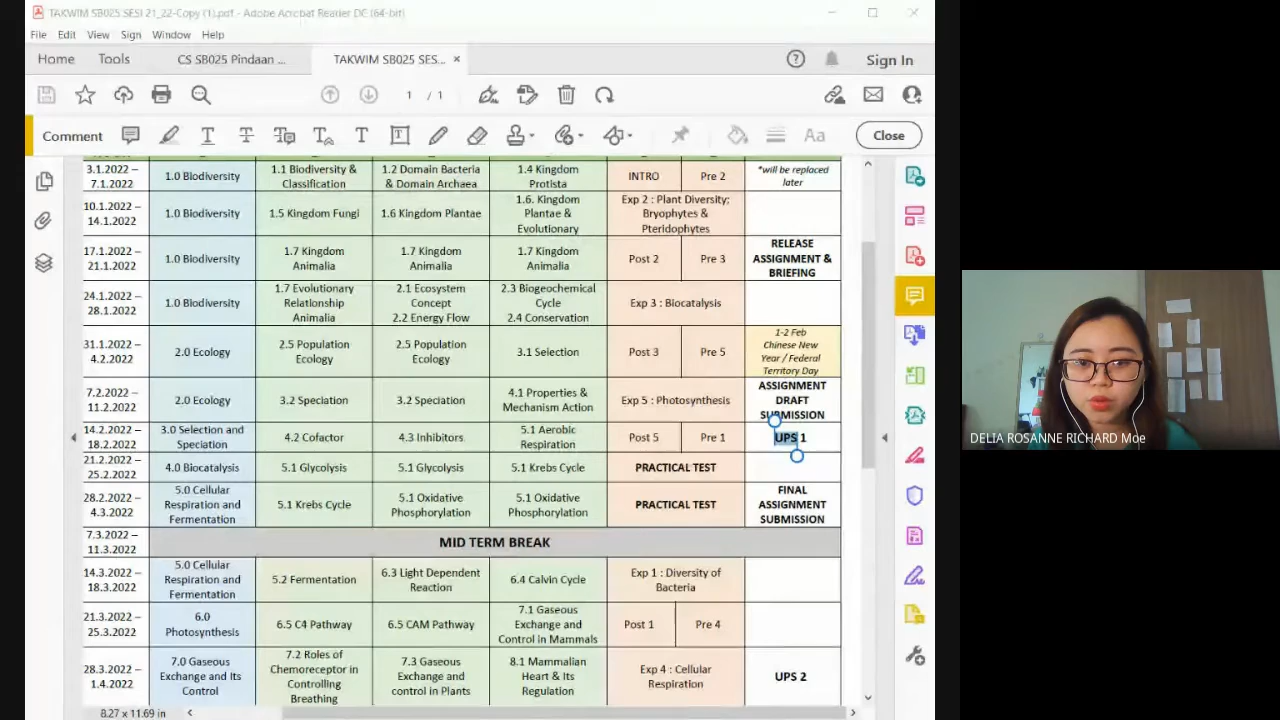 TAKWIM SB025 SESI 21_22-Copy (1).pdf - Adobe Acrobat Reader DC (64-bit)
File Edit View Sign Window Help
Home Tools CS SB025 Pindaan ... TAKWIM SB025 SES... × Sign In
1 / 1
Comment Close
3.1.2022 –
7.1.2022
1.0 Biodiversity
1.1 Biodiversity &
Classification
1.2 Domain Bacteria
& Domain Archaea
1.4 Kingdom
Protista
INTRO
Pre 2
*will be replaced
later
10.1.2022 –
14.1.2022
1.0 Biodiversity
1.5 Kingdom Fungi
1.6 Kingdom Plantae
1.6. Kingdom
Plantae &
Evolutionary
Exp 2 : Plant Diversity;
Bryophytes &
Pteridophytes
17.1.2022 –
21.1.2022
1.0 Biodiversity
1.7 Kingdom
Animalia
1.7 Kingdom
Animalia
1.7 Kingdom
Animalia
Post 2
Pre 3
RELEASE
ASSIGNMENT &
BRIEFING
24.1.2022 –
28.1.2022
1.0 Biodiversity
1.7 Evolutionary
Relationship
Animalia
2.1 Ecosystem
Concept
2.2 Energy Flow
2.3 Biogeochemical
Cycle
2.4 Conservation
Exp 3 : Biocatalysis
31.1.2022 –
4.2.2022
2.0 Ecology
2.5 Population
Ecology
2.5 Population
Ecology
3.1 Selection
Post 3
Pre 5
1-2 Feb
Chinese New
Year / Federal
Territory Day
7.2.2022 –
11.2.2022
2.0 Ecology
3.2 Speciation
3.2 Speciation
4.1 Properties &
Mechanism Action
Exp 5 : Photosynthesis
ASSIGNMENT
DRAFT
SUBMISSION
14.2.2022 –
18.2.2022
3.0 Selection and
Speciation
4.2 Cofactor
4.3 Inhibitors
5.1 Aerobic
Respiration
Post 5
Pre 1
UPS 1
21.2.2022 –
25.2.2022
4.0 Biocatalysis
5.1 Glycolysis
5.1 Glycolysis
5.1 Krebs Cycle
PRACTICAL TEST
28.2.2022 –
4.3.2022
5.0 Cellular
Respiration and
Fermentation
5.1 Krebs Cycle
5.1 Oxidative
Phosphorylation
5.1 Oxidative
Phosphorylation
PRACTICAL TEST
FINAL
ASSIGNMENT
SUBMISSION
7.3.2022 –
11.3.2022
MID TERM BREAK
14.3.2022 –
18.3.2022
5.0 Cellular
Respiration and
Fermentation
5.2 Fermentation
6.3 Light Dependent
Reaction
6.4 Calvin Cycle
Exp 1 : Diversity of
Bacteria
21.3.2022 –
25.3.2022
6.0
Photosynthesis
6.5 C4 Pathway
6.5 CAM Pathway
7.1 Gaseous
Exchange and
Control in Mammals
Post 1
Pre 4
28.3.2022 –
1.4.2022
7.0 Gaseous
Exchange and Its
Control
7.2 Roles of
Chemoreceptor in
Controlling
Breathing
7.3 Gaseous
Exchange and
control in Plants
8.1 Mammalian
Heart & Its
Regulation
Exp 4 : Cellular
Respiration
UPS 2
8.27 x 11.69 in
DELIA ROSANNE RICHARD Moe